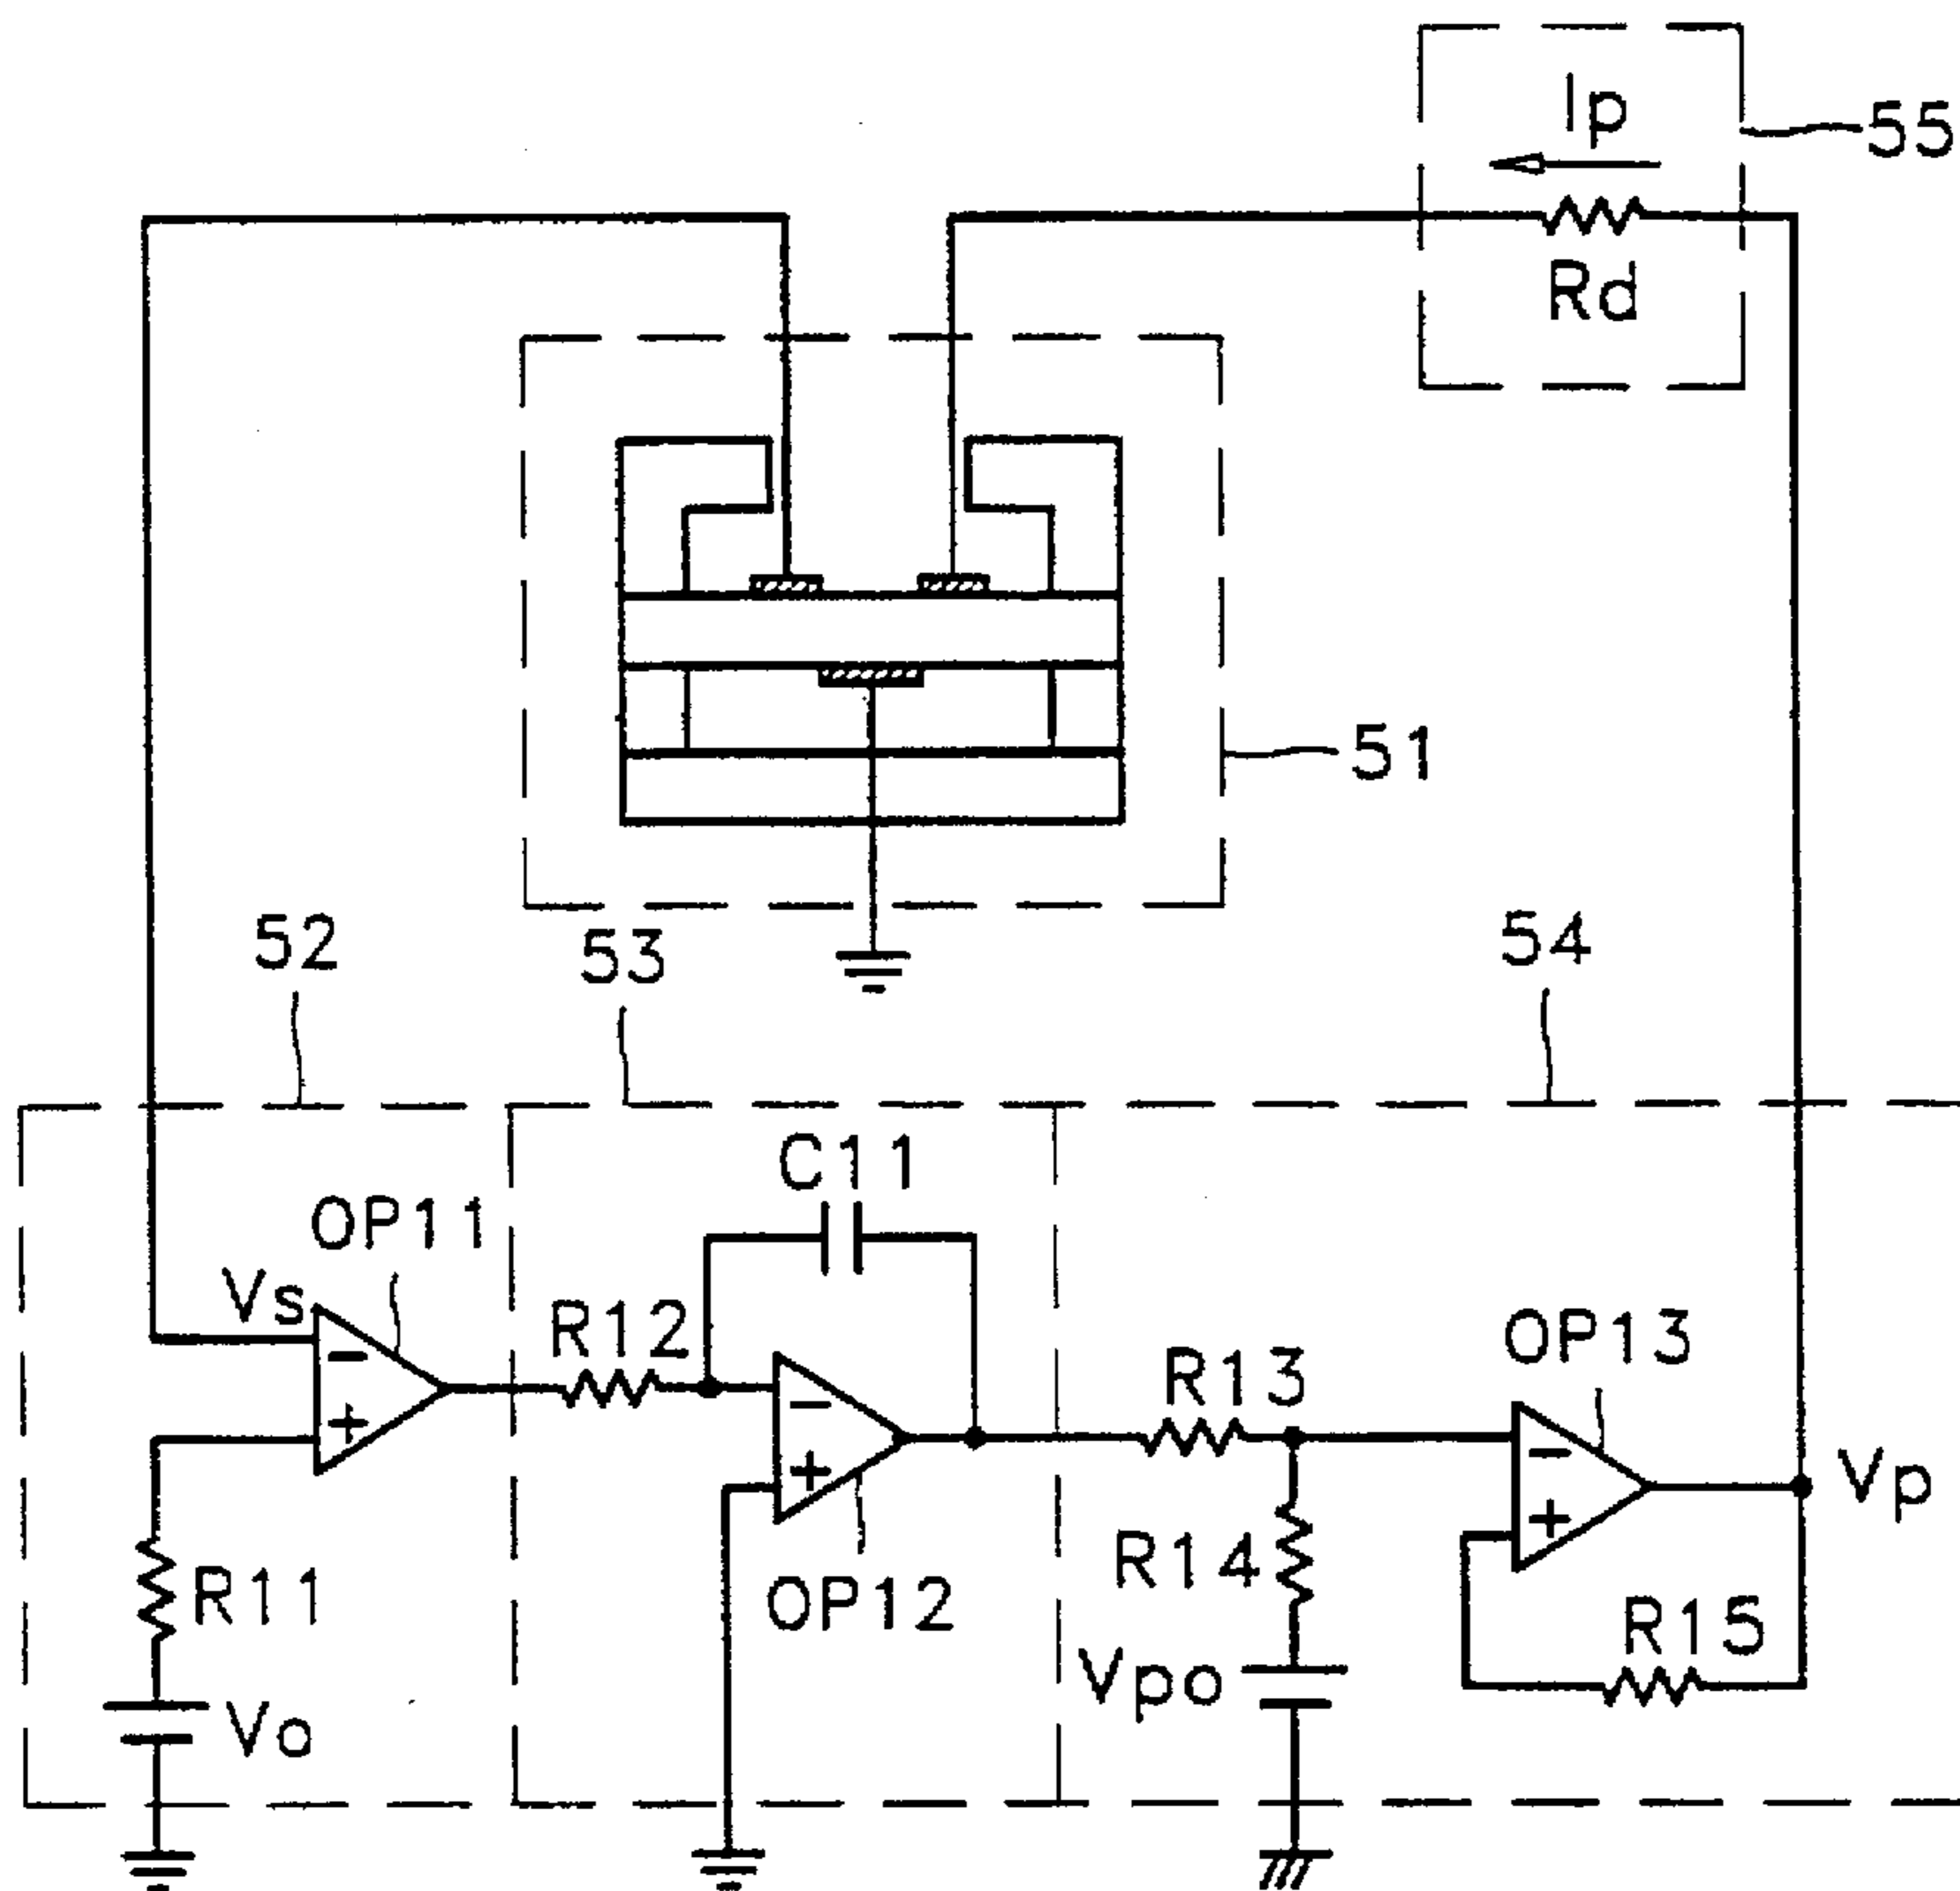 Ip
55
Rd
51
52
53
54
C11
OP11
Vs
R12
OP13
R13
Vp
R14
R11
OP12
R15
Vpo
Vo